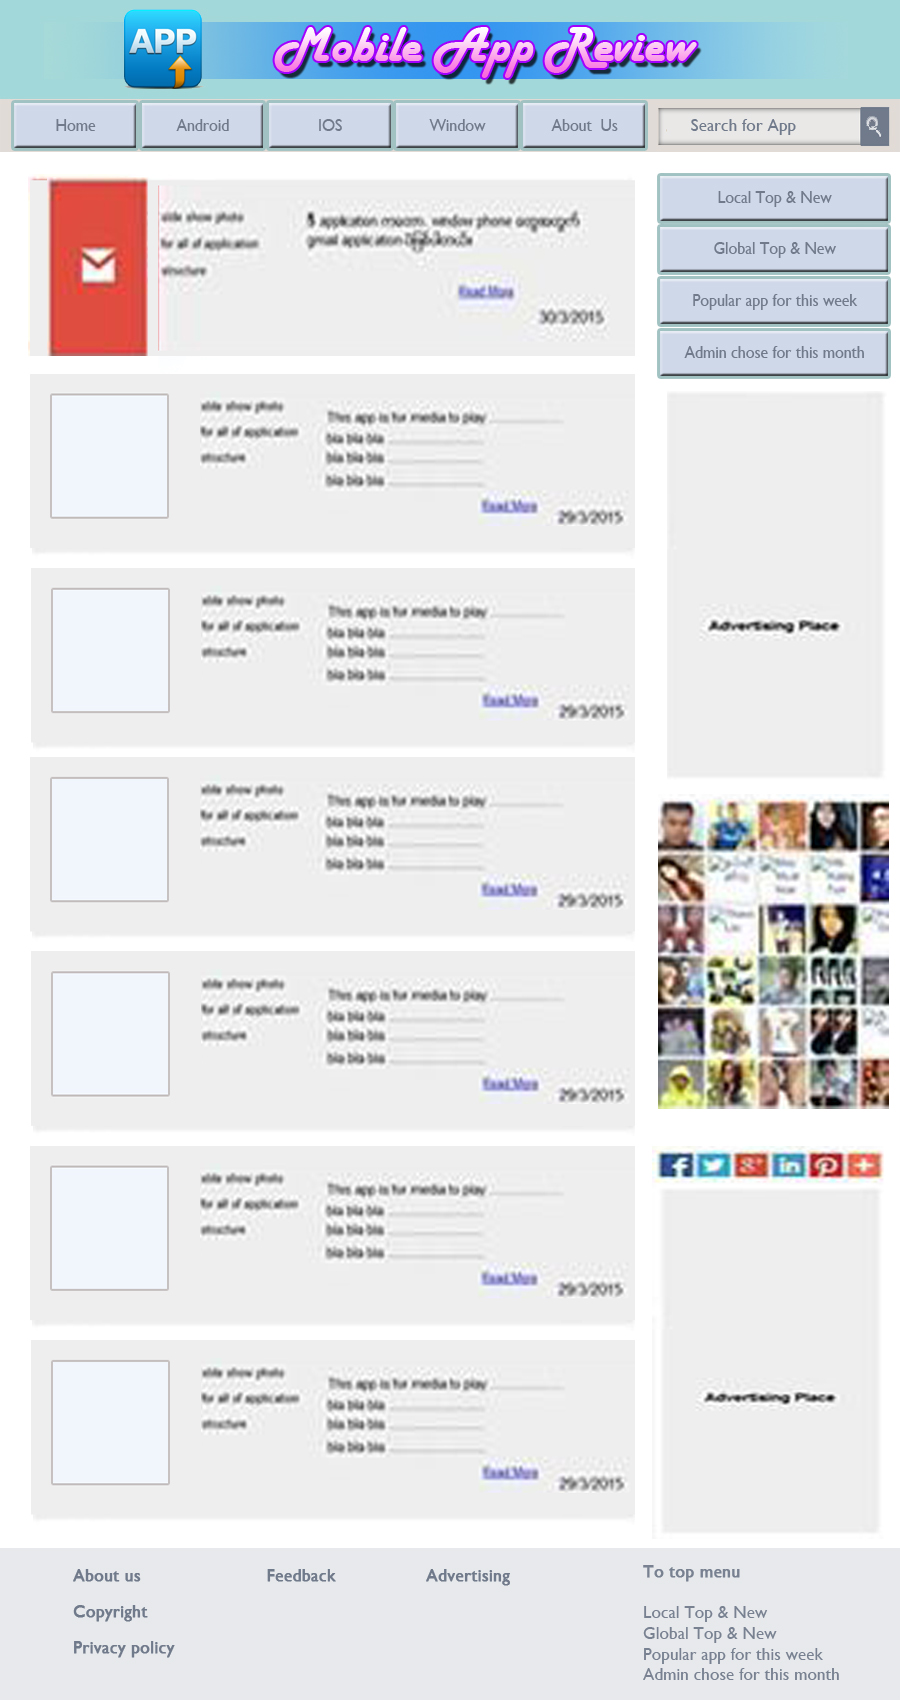 APP
Mobile App Review
Home
Android
IOS
Window
About Us
Search for App
slide show photo
for all of application
structure
5 application window phone
gmail application
Read More
30/3/2015
Local Top & New
Global Top & New
Popular app for this week
Admin chose for this month
slide show photo
for all of application
structure
This app is for media to play
bla bla bla
bla bla bla
bla bla bla
Read More
29/3/2015
slide show photo
for all of application
structure
This app is for media to play
bla bla bla
bla bla bla
bla bla bla
Read More
29/3/2015
Advertising Place
slide show photo
for all of application
structure
This app is for media to play
bla bla bla
bla bla bla
bla bla bla
Read More
29/3/2015
slide show photo
for all of application
structure
This app is for media to play
bla bla bla
bla bla bla
bla bla bla
Read More
29/3/2015
slide show photo
for all of application
structure
This app is for media to play
bla bla bla
bla bla bla
bla bla bla
Read More
29/3/2015
slide show photo
for all of application
structure
This app is for media to play
bla bla bla
bla bla bla
bla bla bla
Read More
29/3/2015
Advertising Place
About us
Copyright
Privacy policy
Feedback
Advertising
To top menu
Local Top & New
Global Top & New
Popular app for this week
Admin chose for this month